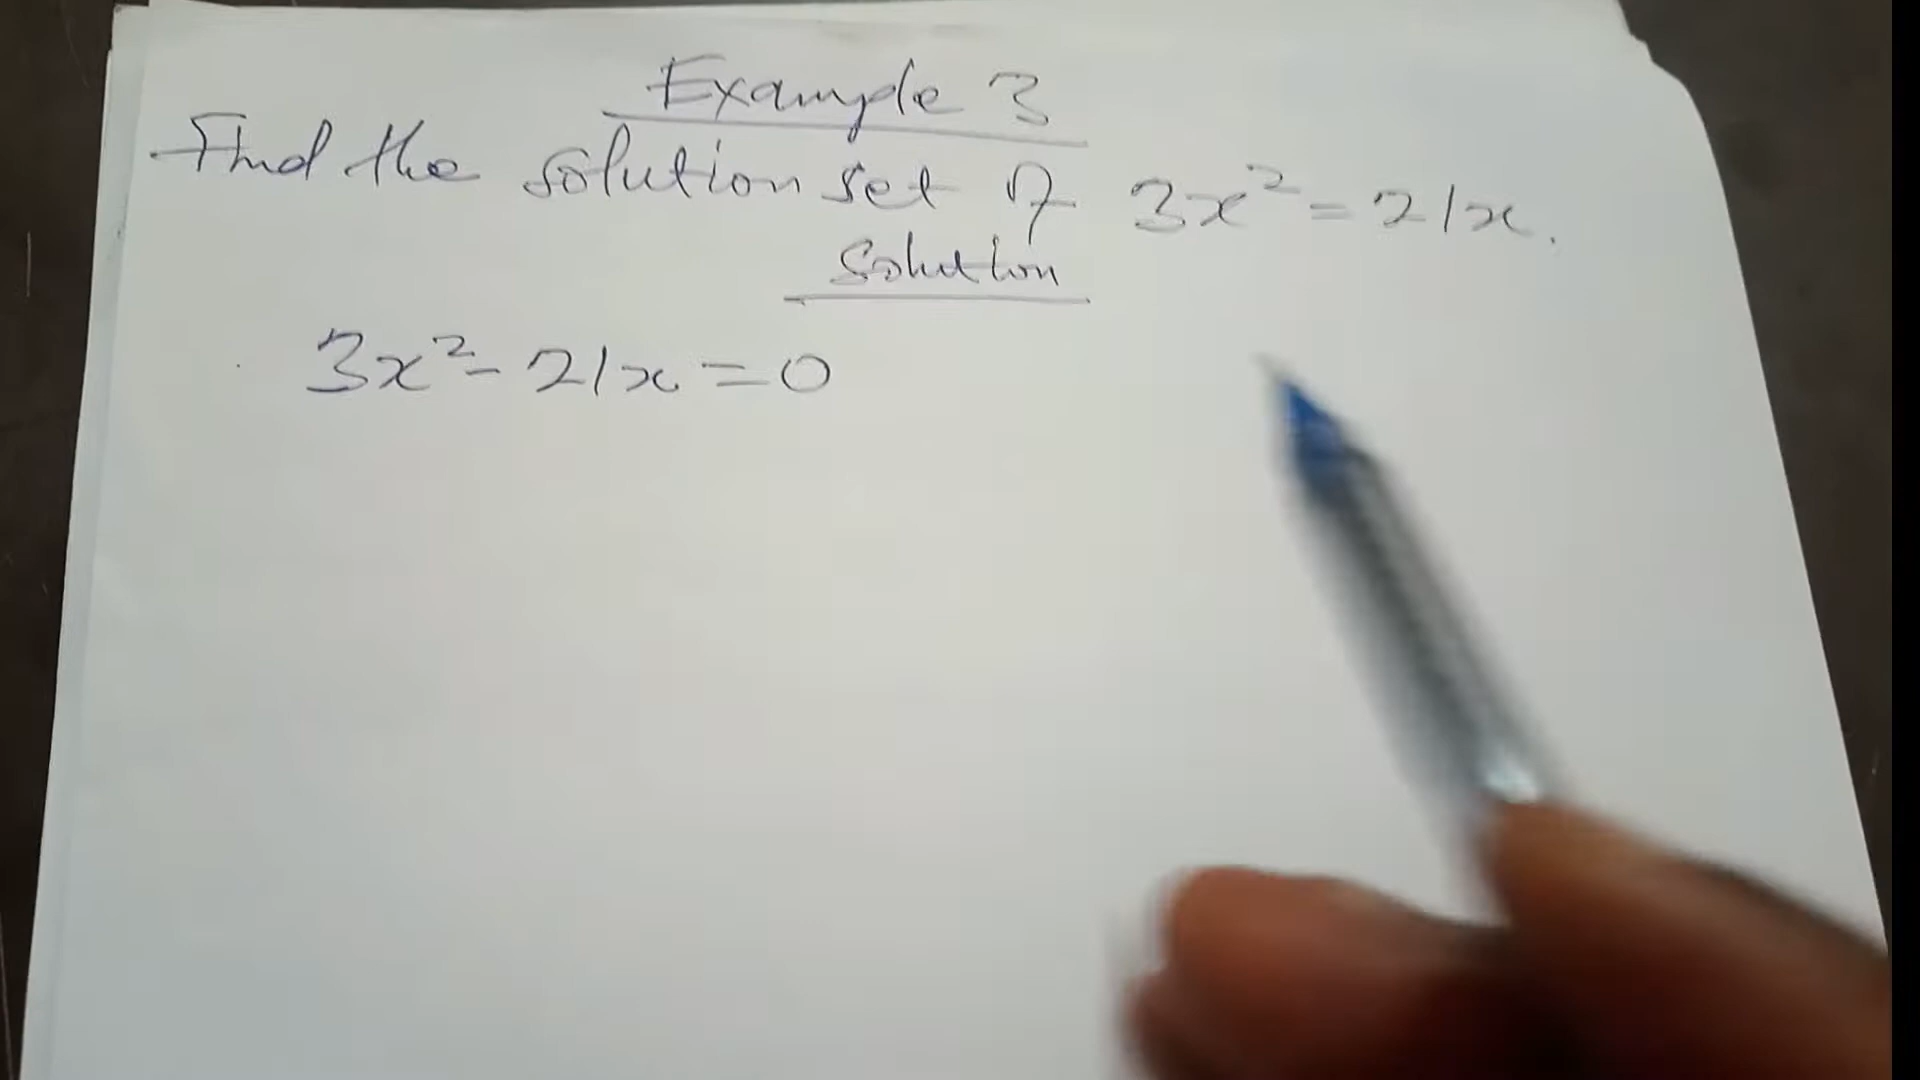 Example 3
Find the solution set of 3x² = 21x.
Solution
3x² - 21x = 0